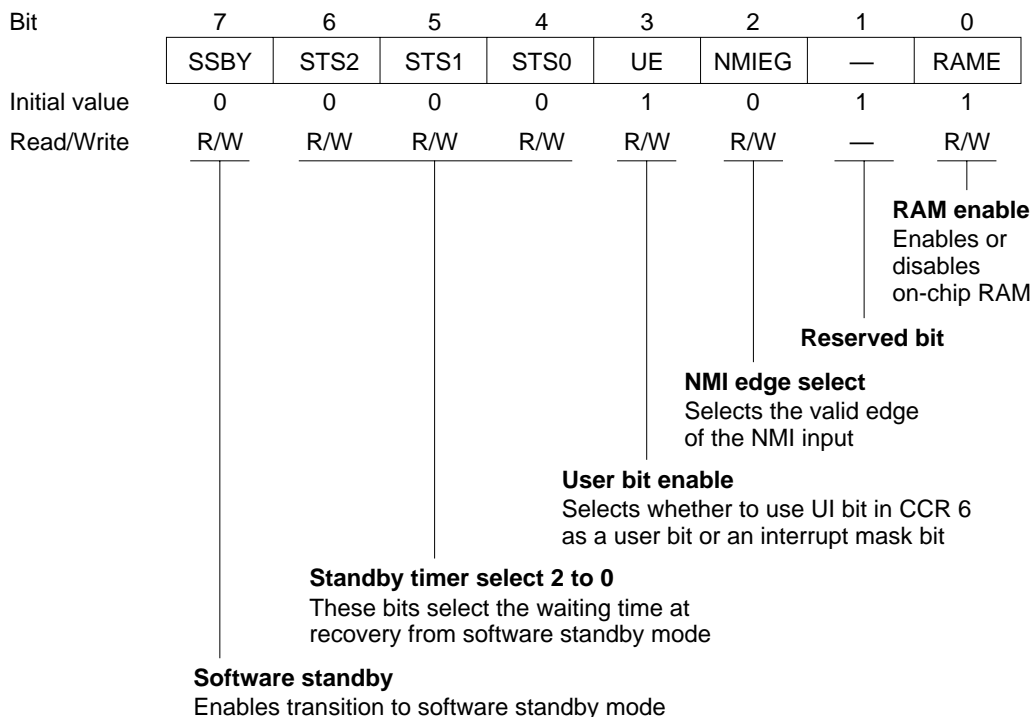 Bit 7 6 5 4 3 2 1 0
SSBY STS2 STS1 STS0 UE NMIEG — RAME
Initial value 0 0 0 0 1 0 1 1
Read/Write R/W R/W R/W R/W R/W R/W — R/W
RAM enable
Enables or
disables
on-chip RAM
Reserved bit
NMI edge select
Selects the valid edge
of the NMI input
User bit enable
Selects whether to use UI bit in CCR 6
as a user bit or an interrupt mask bit
Standby timer select 2 to 0
These bits select the waiting time at
recovery from software standby mode
Software standby
Enables transition to software standby mode